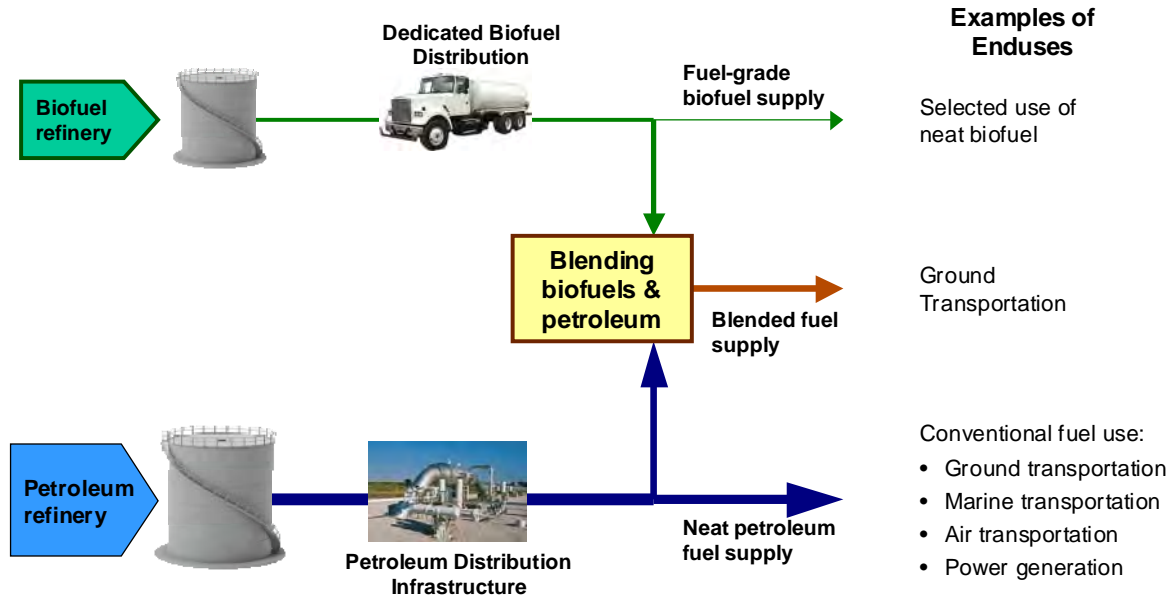 Examples of
Enduses
Dedicated Biofuel
Distribution
Biofuel
refinery
Fuel-grade
biofuel supply
Selected use of
neat biofuel
Blending
biofuels &
petroleum
Blended fuel
supply
Ground
Transportation
Petroleum
refinery
Petroleum Distribution
Infrastructure
Neat petroleum
fuel supply
Conventional fuel use:
• Ground transportation
• Marine transportation
• Air transportation
• Power generation